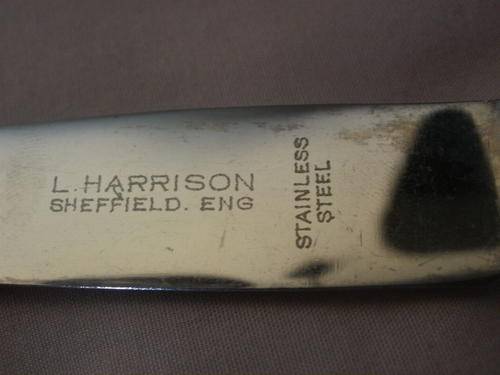 L. HARRISON
SHEFFIELD. ENG
STAINLESS
STEEL